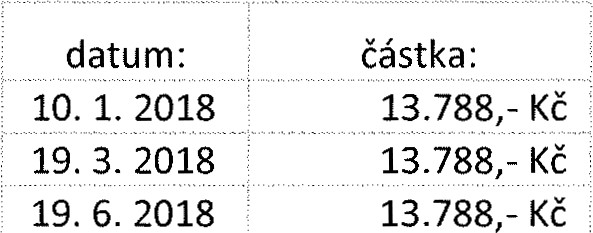 datum: částka:
10. 1. 2018 13.788,- Kč
19. 3. 2018 13.788,- Kč
19. 6. 2018 13.788,- Kč